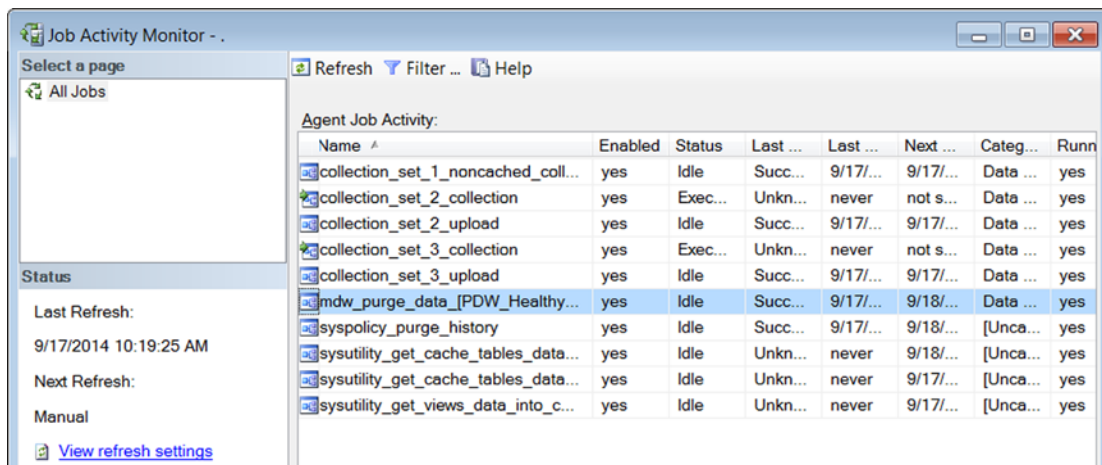 Job Activity Monitor - .
Select a page
All Jobs
Refresh Filter ... Help
Agent Job Activity:
Name Enabled Status Last ... Last ... Next ... Categ... Runn
collection_set_1_noncached_coll... yes Idle Succ... 9/17/... 9/17/... Data ... yes
collection_set_2_collection yes Exec... Unkn... never not s... Data ... yes
collection_set_2_upload yes Idle Succ... 9/17/... 9/17/... Data ... yes
collection_set_3_collection yes Exec... Unkn... never not s... Data ... yes
collection_set_3_upload yes Idle Succ... 9/17/... 9/17/... Data ... yes
mdw_purge_data_[PDW_Healthy... yes Idle Succ... 9/17/... 9/18/... Data ... yes
syspolicy_purge_history yes Idle Succ... 9/17/... 9/18/... [Unca... yes
sysutility_get_cache_tables_data... yes Idle Unkn... never 9/18/... [Unca... yes
sysutility_get_cache_tables_data... yes Idle Unkn... never 9/17/... [Unca... yes
sysutility_get_views_data_into_c... yes Idle Unkn... never 9/17/... [Unca... yes
Status
Last Refresh:
9/17/2014 10:19:25 AM
Next Refresh:
Manual
View refresh settings